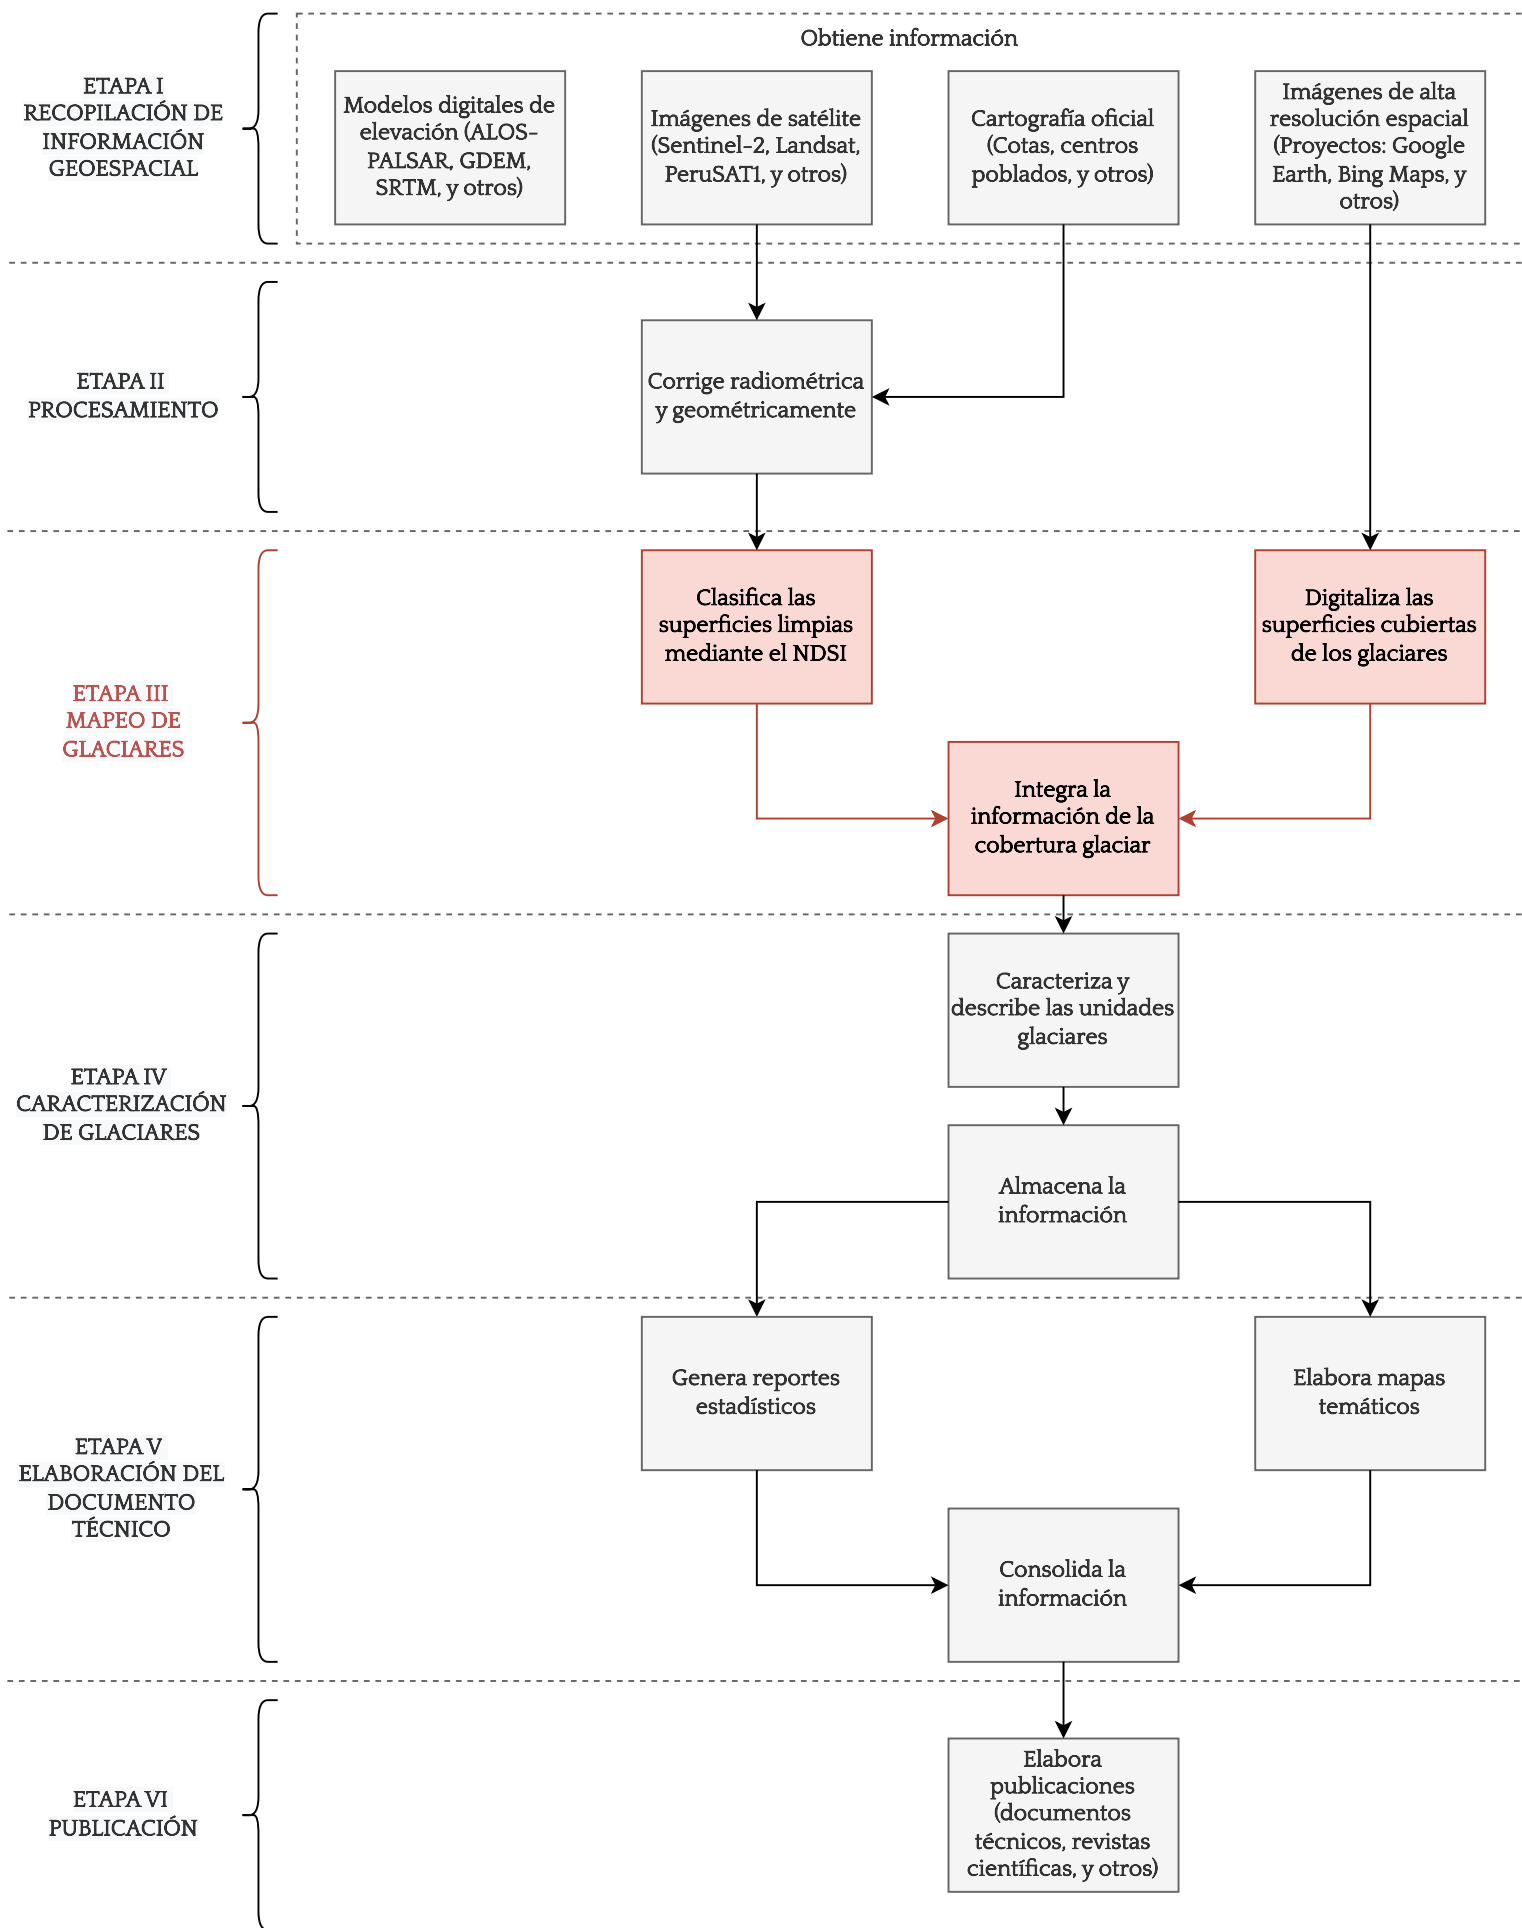 Obtiene información
ETAPA I
RECOPILACIÓN DE
INFORMACIÓN
GEOESPACIAL
Modelos digitales de
elevación (ALOS-
PALSAR, GDEM,
SRTM, y otros)
Imágenes de satélite
(Sentinel-2, Landsat,
PeruSAT1, y otros)
Cartografía oficial
(Cotas, centros
poblados, y otros)
Imágenes de alta
resolución espacial
(Proyectos: Google
Earth, Bing Maps, y
otros)
ETAPA II
PROCESAMIENTO
Corrige radiométrica
y geométricamente
ETAPA III
MAPEO DE
GLACIARES
Clasifica las
superficies limpias
mediante el NDSI
Digitaliza las
superficies cubiertas
de los glaciares
Integra la
información de la
cobertura glaciar
ETAPA IV
CARACTERIZACIÓN
DE GLACIARES
Caracteriza y
describe las unidades
glaciares
Almacena la
información
ETAPA V
ELABORACIÓN DEL
DOCUMENTO
TÉCNICO
Genera reportes
estadísticos
Elabora mapas
temáticos
Consolida la
información
ETAPA VI
PUBLICACIÓN
Elabora
publicaciones
(documentos
técnicos, revistas
científicas, y otros)